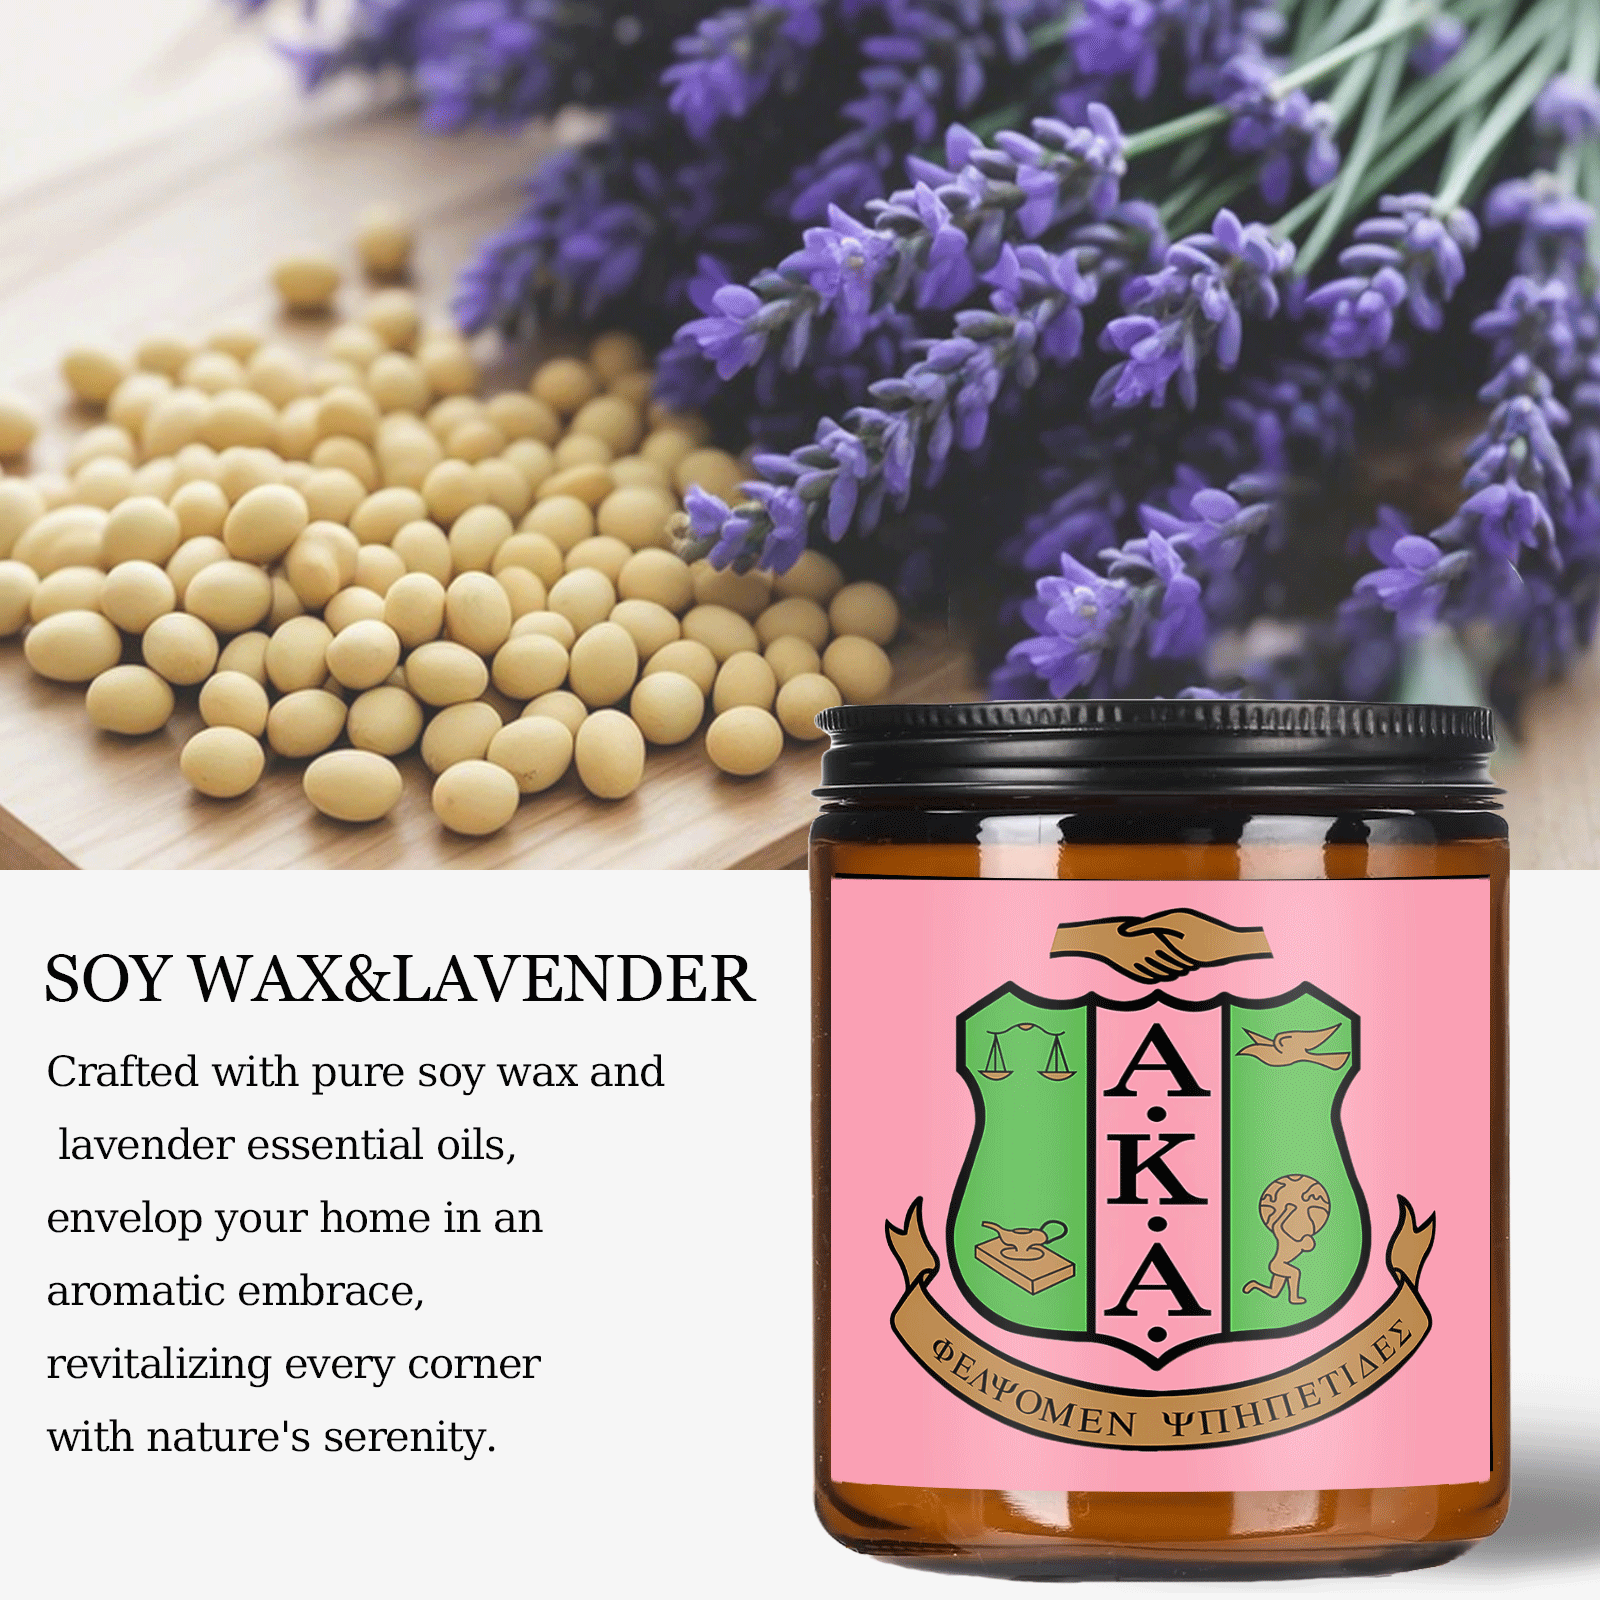 SOY WAX&LAVENDER
Crafted with pure soy wax and
lavender essential oils,
envelop your home in an
aromatic embrace,
revitalizing every corner
with nature's serenity.
A
·
K
·
A
·
ΦΕΛΨΟΜΕΝ ΨΠΗΠΕΤΙΔΕΣ